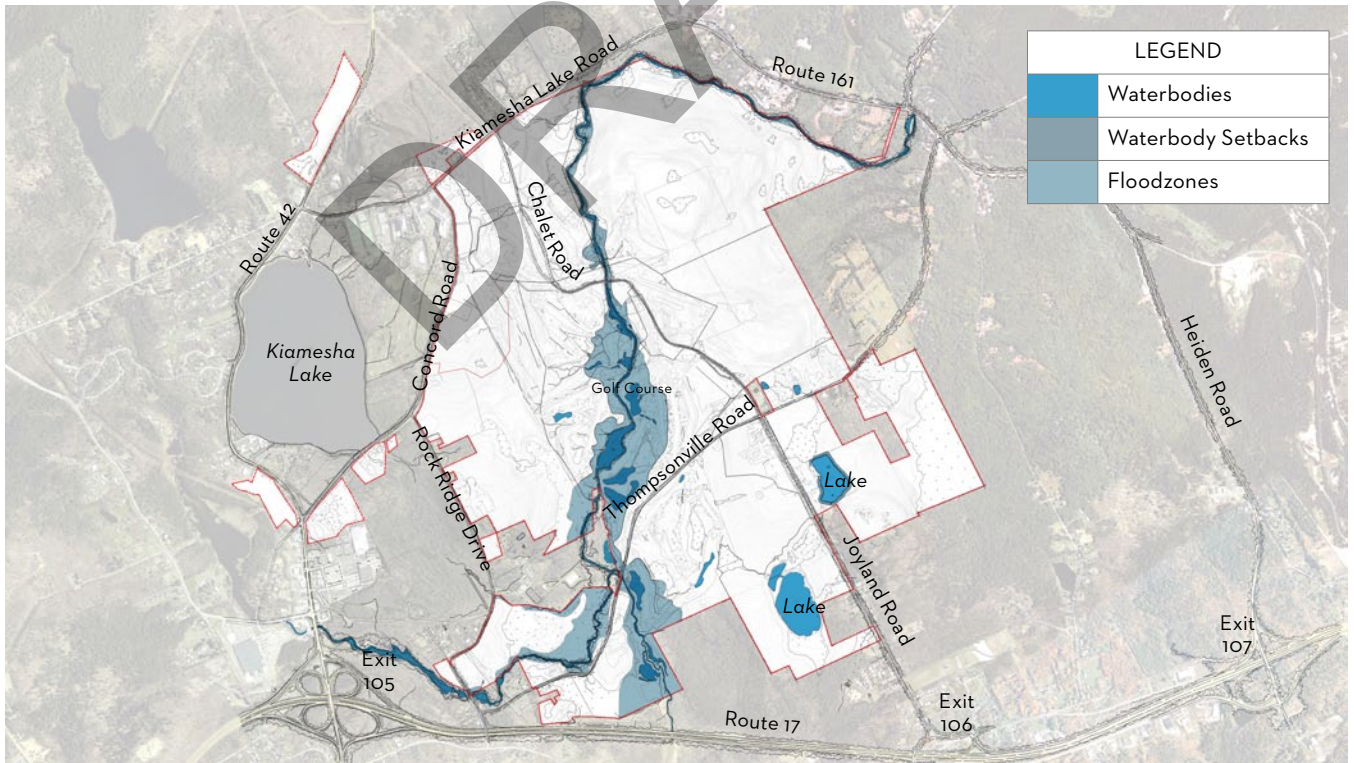 DRA
LEGEND
Waterbodies
Waterbody Setbacks
Floodzones
Kiamesha Lake Road
Route 161
Route 42
Chalet Road
Concord Road
Kiamesha
Lake
Golf Course
Heiden Road
Rock Ridge Drive
Thompsonville Road
Lake
Joyland Road
Lake
Exit
105
Exit
107
Exit
106
Route 17